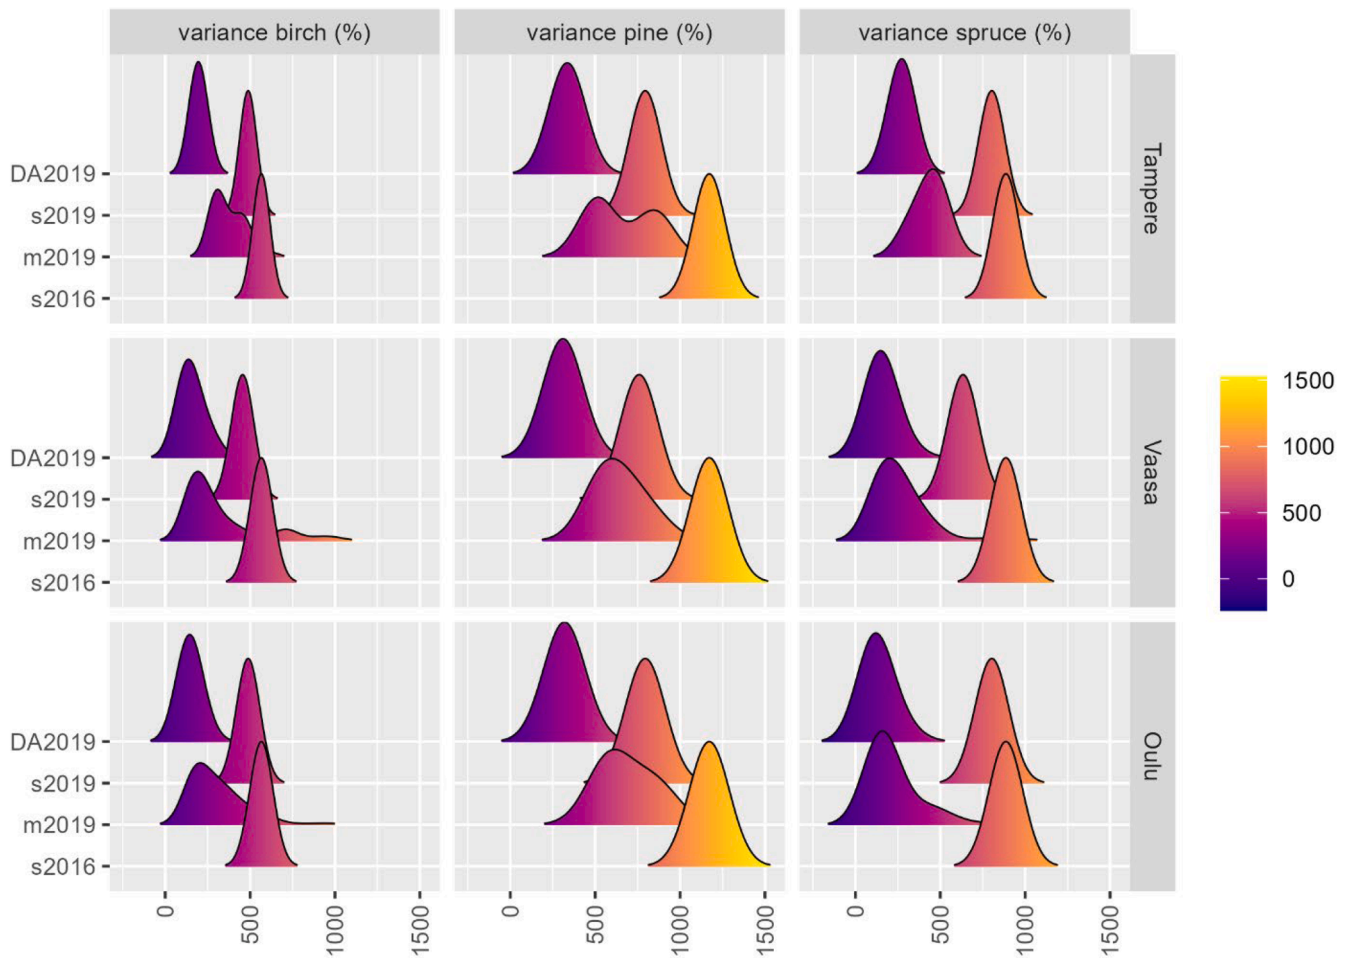 variance birch (%) variance pine (%) variance spruce (%)
DA2019
s2019
m2019
s2016
Tampere
DA2019
s2019
m2019
s2016
Vaasa
1500
1000
500
0
DA2019
s2019
m2019
s2016
Oulu
0 500 1000 1500 0 500 1000 1500 0 500 1000 1500